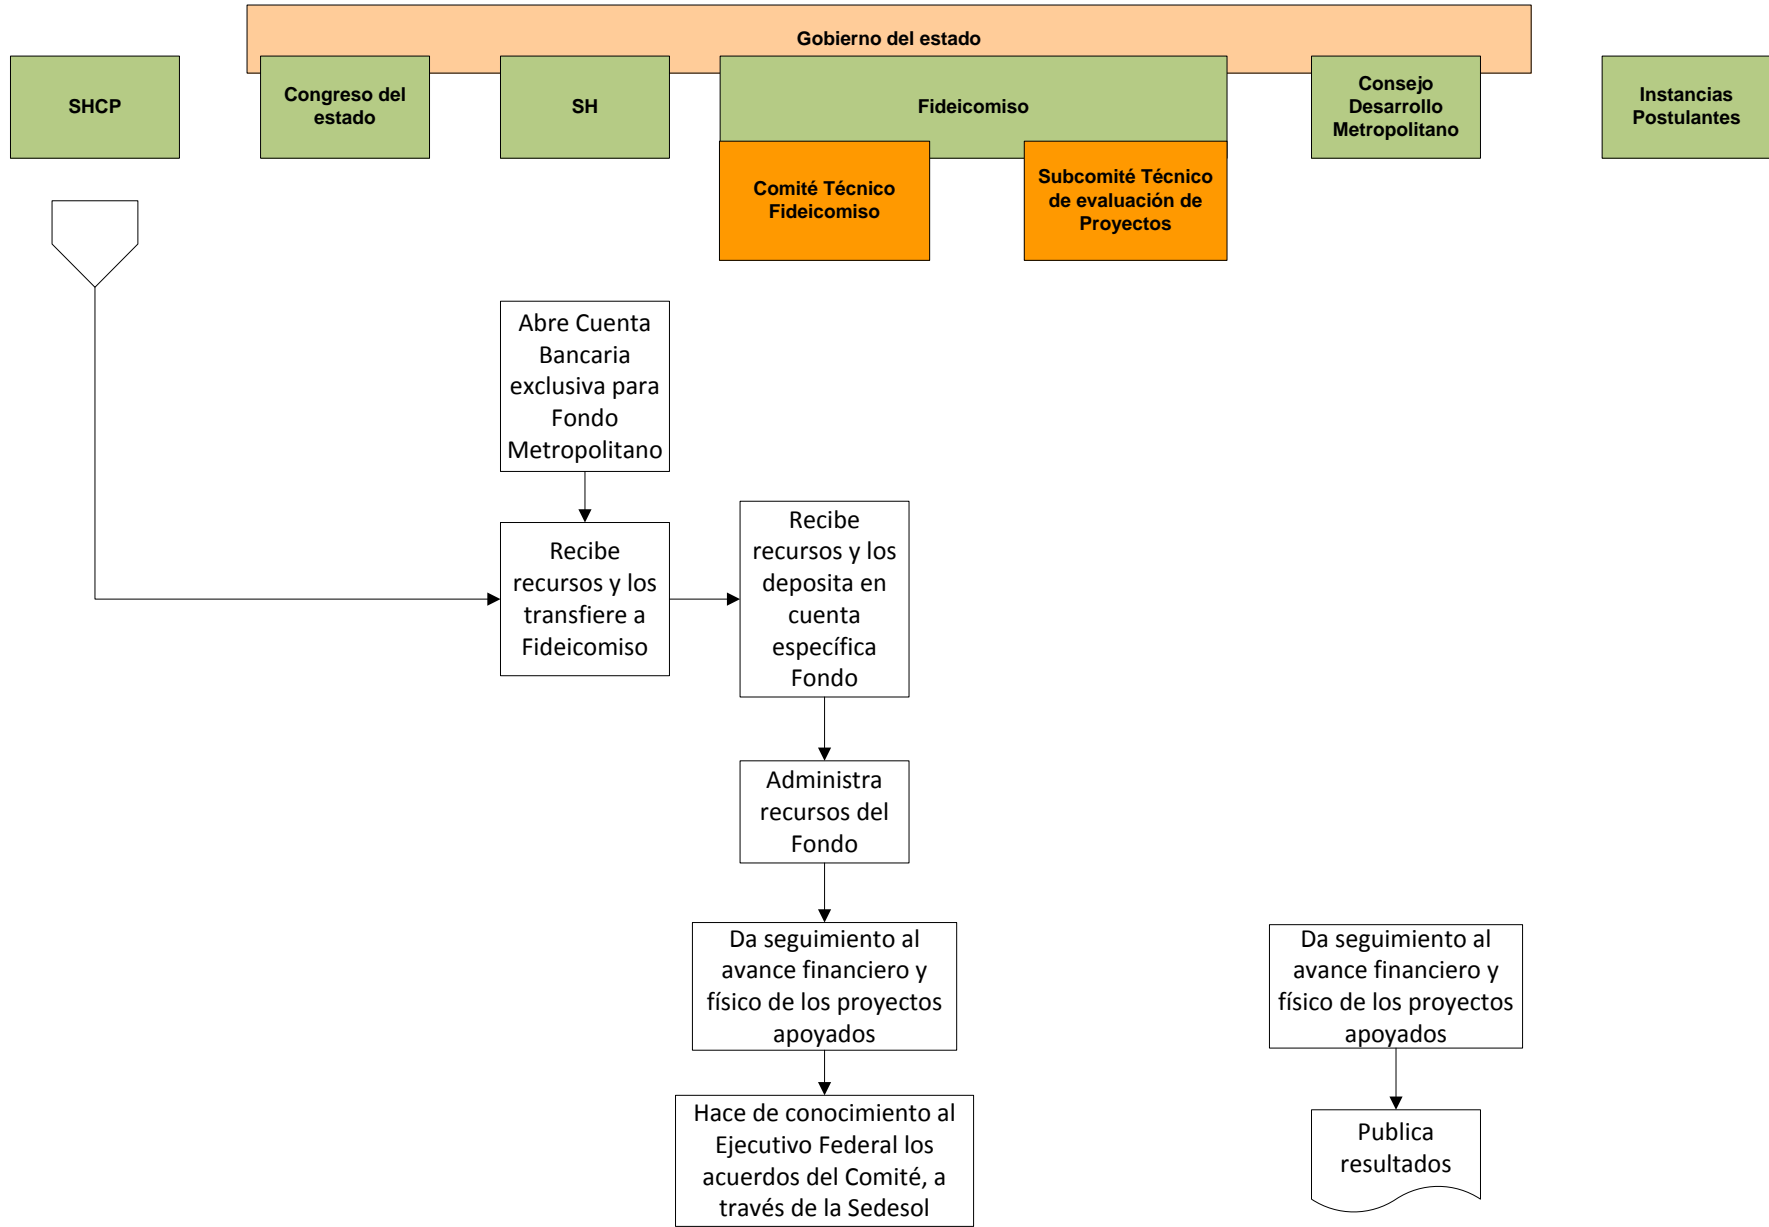 Gobierno del estado
SHCP
Congreso del
estado
SH
Fideicomiso
Consejo
Desarrollo
Metropolitano
Instancias
Postulantes
Comité Técnico
Fideicomiso
Subcomité Técnico
de evaluación de
Proyectos
Abre Cuenta
Bancaria
exclusiva para
Fondo
Metropolitano
Recibe
recursos y los
transfiere a
Fideicomiso
Recibe
recursos y los
deposita en
cuenta
específica
Fondo
Administra
recursos del
Fondo
Da seguimiento al
avance financiero y
físico de los proyectos
apoyados
Da seguimiento al
avance financiero y
físico de los proyectos
apoyados
Hace de conocimiento al
Ejecutivo Federal los
acuerdos del Comité, a
través de la Sedesol
Publica
resultados